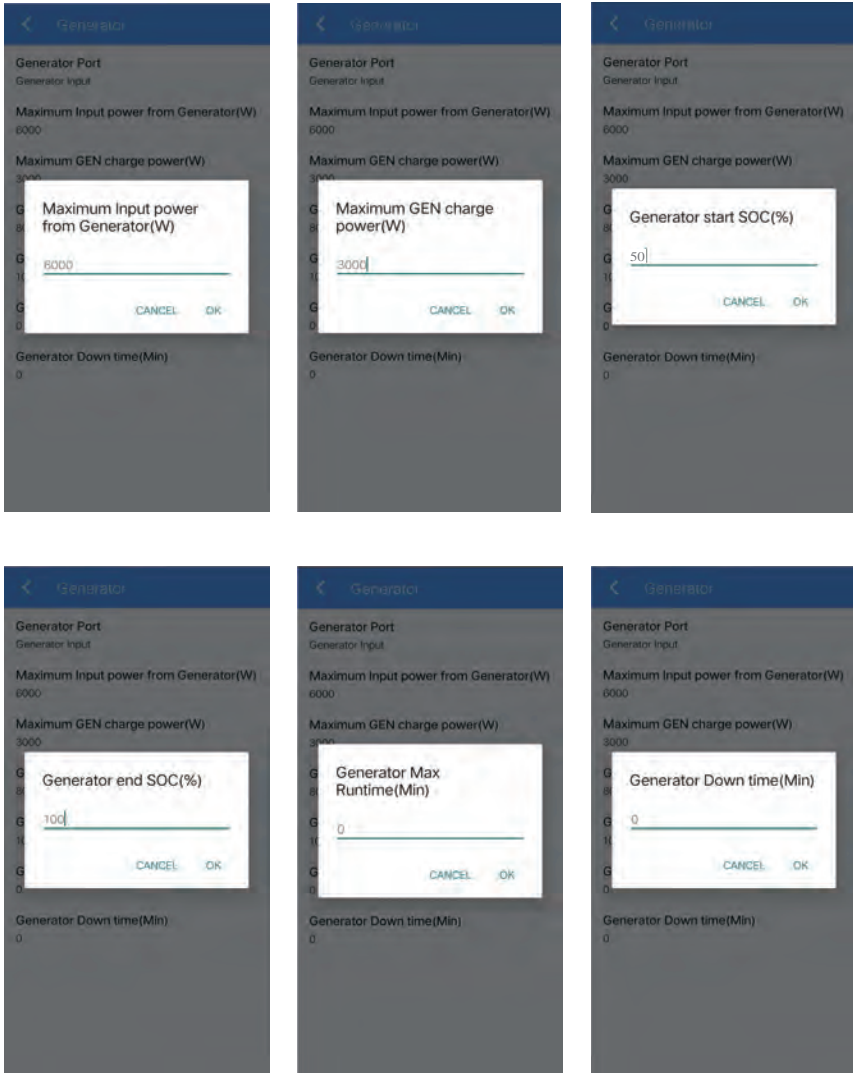 Generator
Generator Port
Generator Input
Maximum Input power from Generator(W)
6000
Maximum GEN charge power(W)
3000
Maximum Input power
from Generator(W)
6000
CANCEL OK
Generator Down time(Min)
0
Generator
Generator Port
Generator Input
Maximum Input power from Generator(W)
6000
Maximum GEN charge power(W)
3000
Maximum GEN charge
power(W)
3000
CANCEL OK
Generator Down time(Min)
0
Generator
Generator Port
Generator Input
Maximum Input power from Generator(W)
6000
Maximum GEN charge power(W)
3000
Generator start SOC(%)
50
CANCEL OK
Generator Down time(Min)
0
Generator
Generator Port
Generator Input
Maximum Input power from Generator(W)
6000
Maximum GEN charge power(W)
3000
Generator end SOC(%)
100
CANCEL OK
Generator Down time(Min)
0
Generator
Generator Port
Generator Input
Maximum Input power from Generator(W)
6000
Maximum GEN charge power(W)
3000
Generator Max
Runtime(Min)
0
CANCEL OK
Generator Down time(Min)
0
Generator
Generator Port
Generator Input
Maximum Input power from Generator(W)
6000
Maximum GEN charge power(W)
3000
Generator Down time(Min)
0
CANCEL OK
Generator Down time(Min)
0